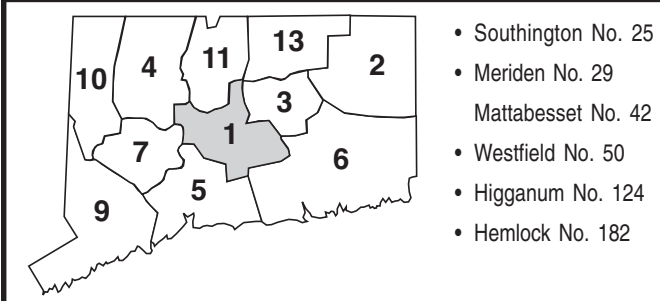 13
11
4
2
10
3
1
7
6
5
9
• Southington No. 25
• Meriden No. 29
Mattabesset No. 42
• Westfield No. 50
• Higganum No. 124
• Hemlock No. 182